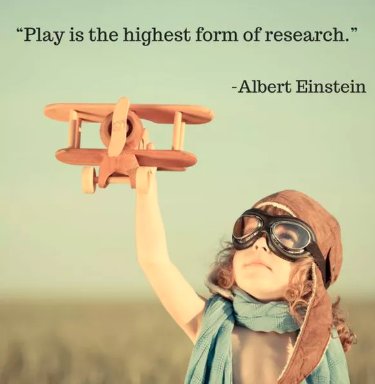 “Play is the highest form of research.”
-Albert Einstein